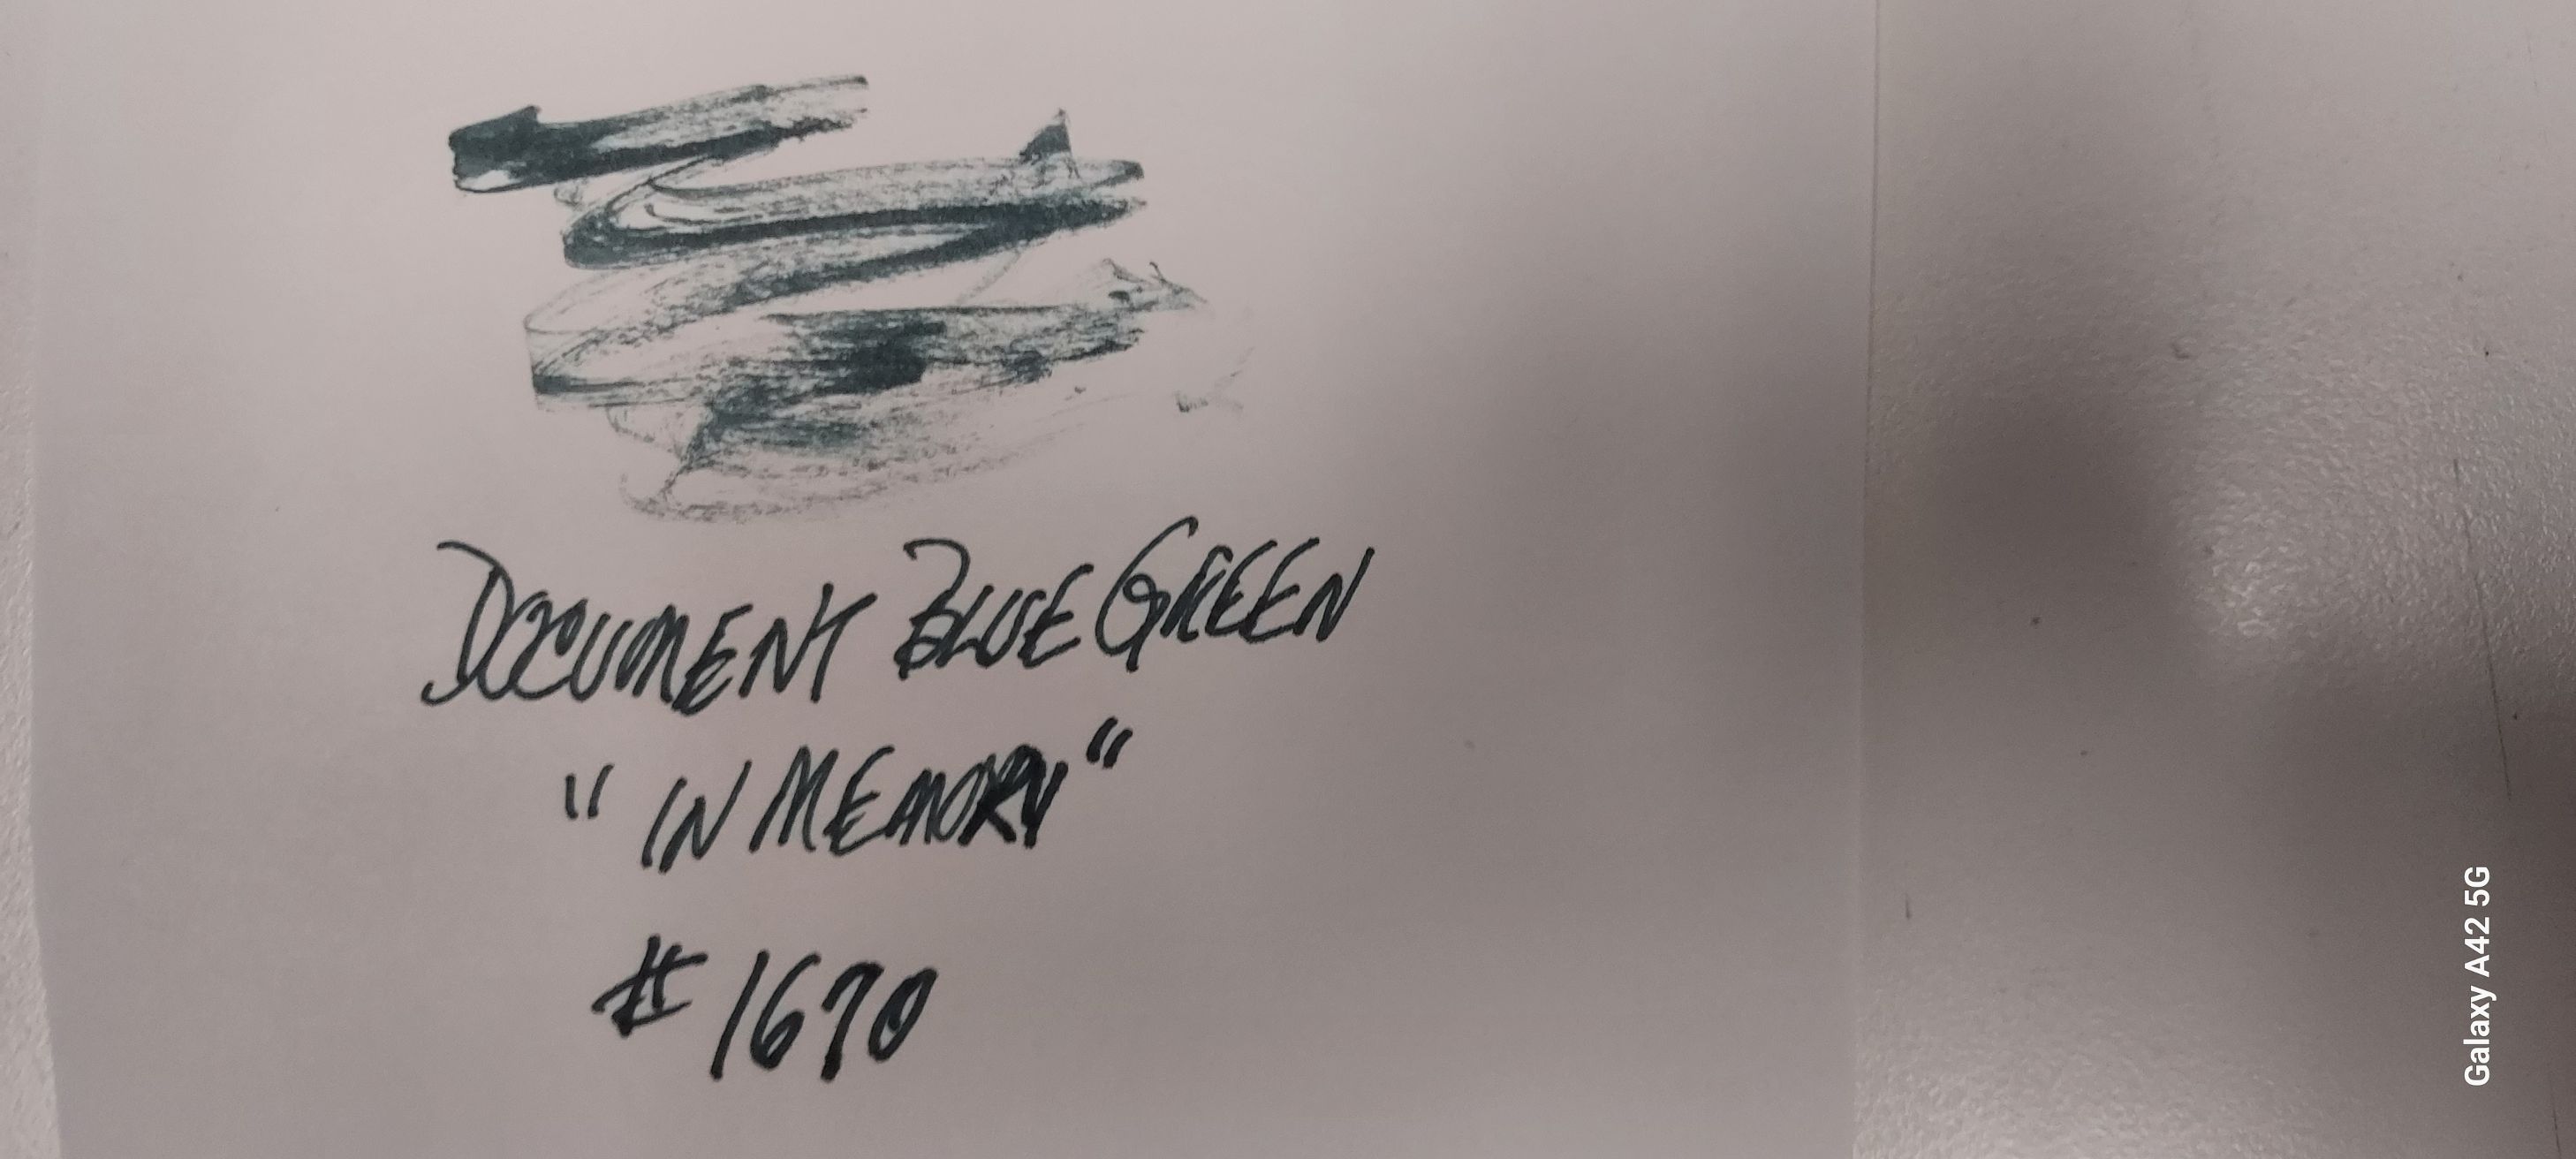 DOCUMENT BLUE GREEN
"IN MEMORY"
#1670
Galaxy A42 5G